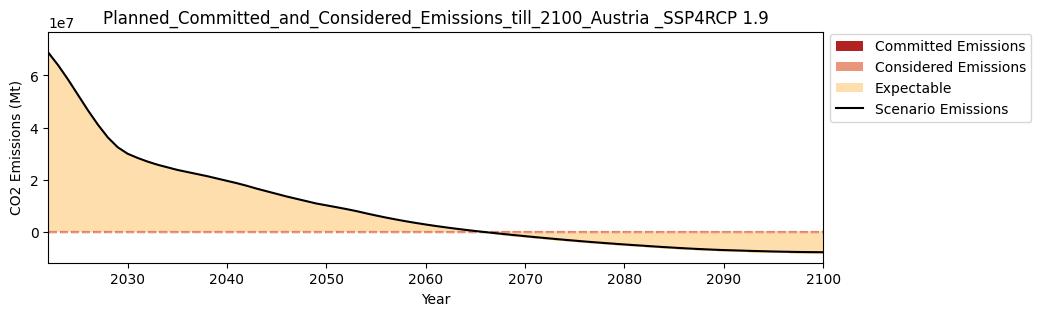 Planned_Committed_and_Considered_Emissions_till_2100_Austria _SSP4RCP 1.9
1e7
Committed Emissions
Considered Emissions
Expectable
Scenario Emissions
6
4
2
0
CO2 Emissions (Mt)
2030 2040 2050 2060 2070 2080 2090 2100
Year